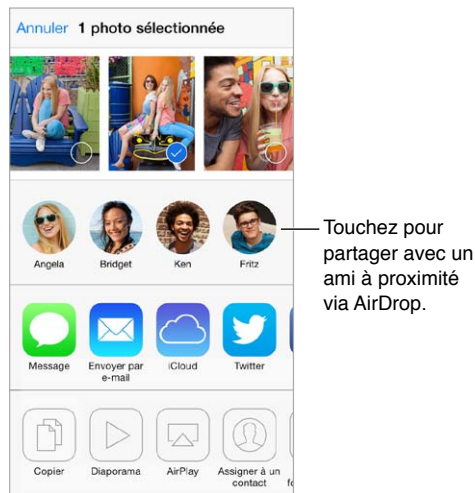 Annuler 1 photo sélectionnée
Angela Bridget Ken Fritz
Touchez pour
partager avec un
ami à proximité
via AirDrop.
Message Envoyer par iCloud Twitter
e-mail
Copier Diaporama AirPlay Assigner à un
contact